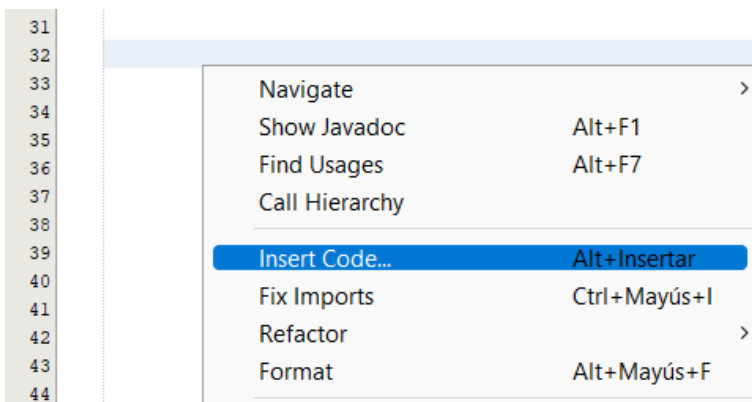 31
32
33
34
35
36
37
38
39
40
41
42
43
44
Navigate >
Show Javadoc Alt+F1
Find Usages Alt+F7
Call Hierarchy
Insert Code... Alt+Insertar
Fix Imports Ctrl+Mayús+I
Refactor >
Format Alt+Mayús+F